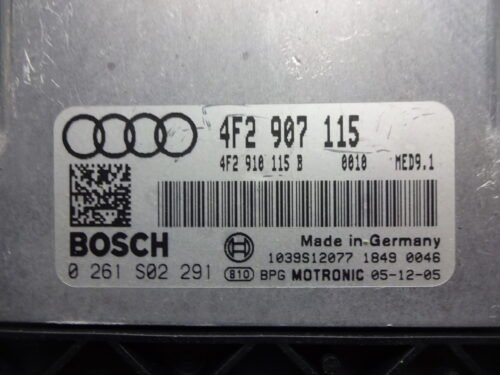 4F2 907 115
4F2 910 115 B 0010 MED9.1
BOSCH
Made in Germany
0 261 S02 291
1039S12077 1849 0046
810 BPG MOTRONIC 05-12-05